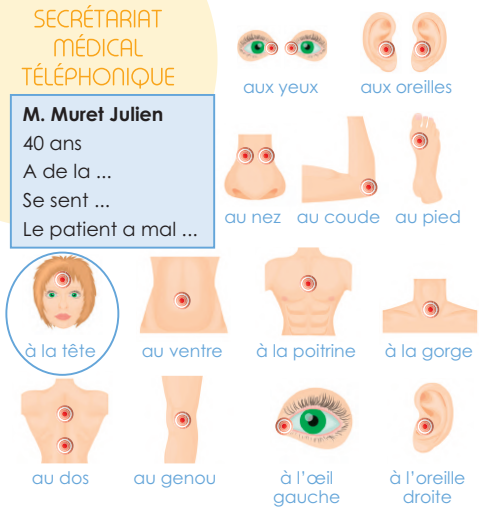 SECRÉTARIAT
MÉDICAL
TÉLÉPHONIQUE
M. Muret Julien
40 ans
A de la ...
Se sent ...
Le patient a mal ...
aux yeux
aux oreilles
au nez
au coude
au pied
à la tête
au ventre
à la poitrine
à la gorge
au dos
au genou
à l'œil
gauche
à l'oreille
droite